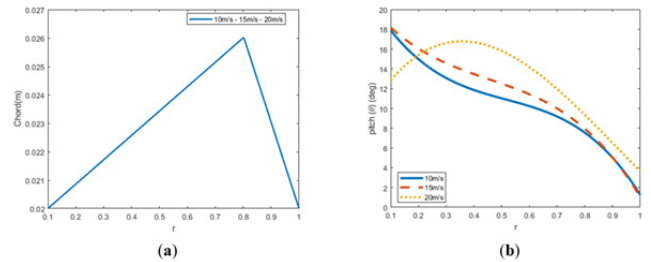 0.027
0.026
0.025
0.024
0.023
0.022
0.021
0.02
Chord(m)
10m/s - 15m/s - 20m/s
0.1 0.2 0.3 0.4 0.5 0.6 0.7 0.8 0.9 1
r
(a)
20
18
16
14
12
10
8
6
4
2
0
pitch (θ) (deg)
10m/s
15m/s
20m/s
0.1 0.2 0.3 0.4 0.5 0.6 0.7 0.8 0.9 1
r
(b)